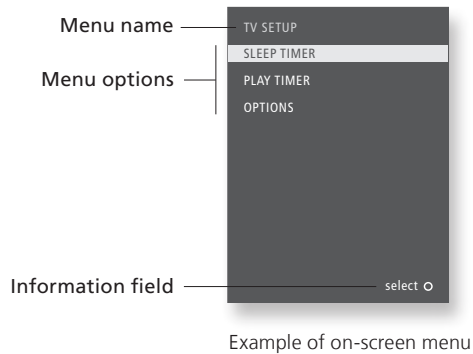 Menu name
TV SETUP
SLEEP TIMER
Menu options
PLAY TIMER
OPTIONS
Information field
select
Example of on-screen menu